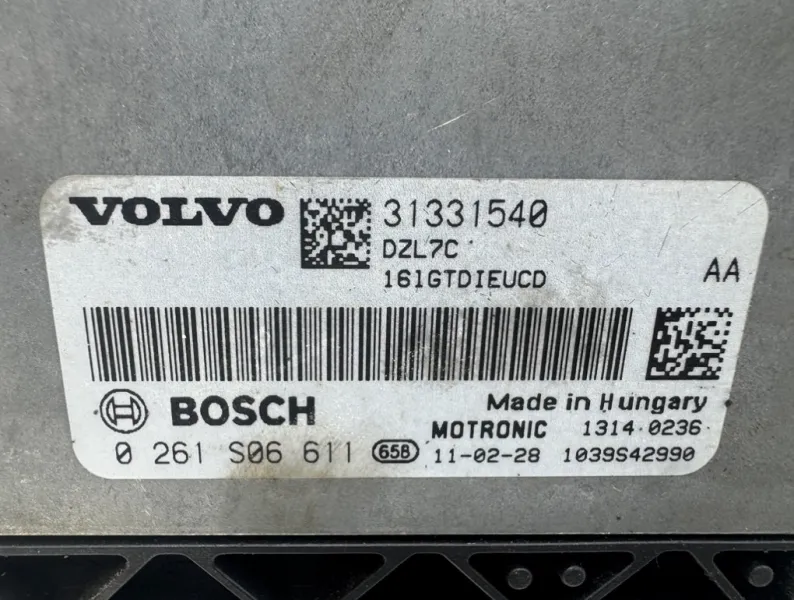 VOLVO 31331540
DZL7C
161GTDIEUCD
AA
BOSCH Made in Hungary
MOTRONIC 1314 0236
0 261 S06 611 658 11-02-28 1039S42990